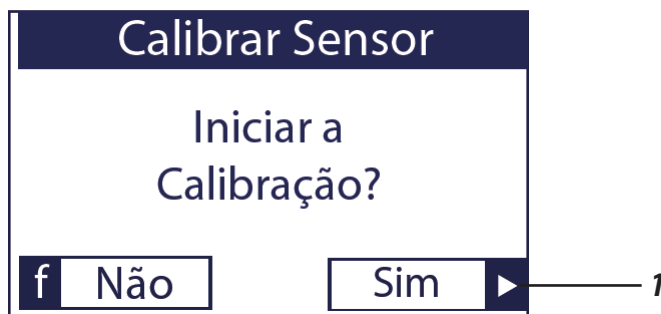 Calibrar Sensor
Iniciar a
Calibração?
f Não Sim ▶ 1